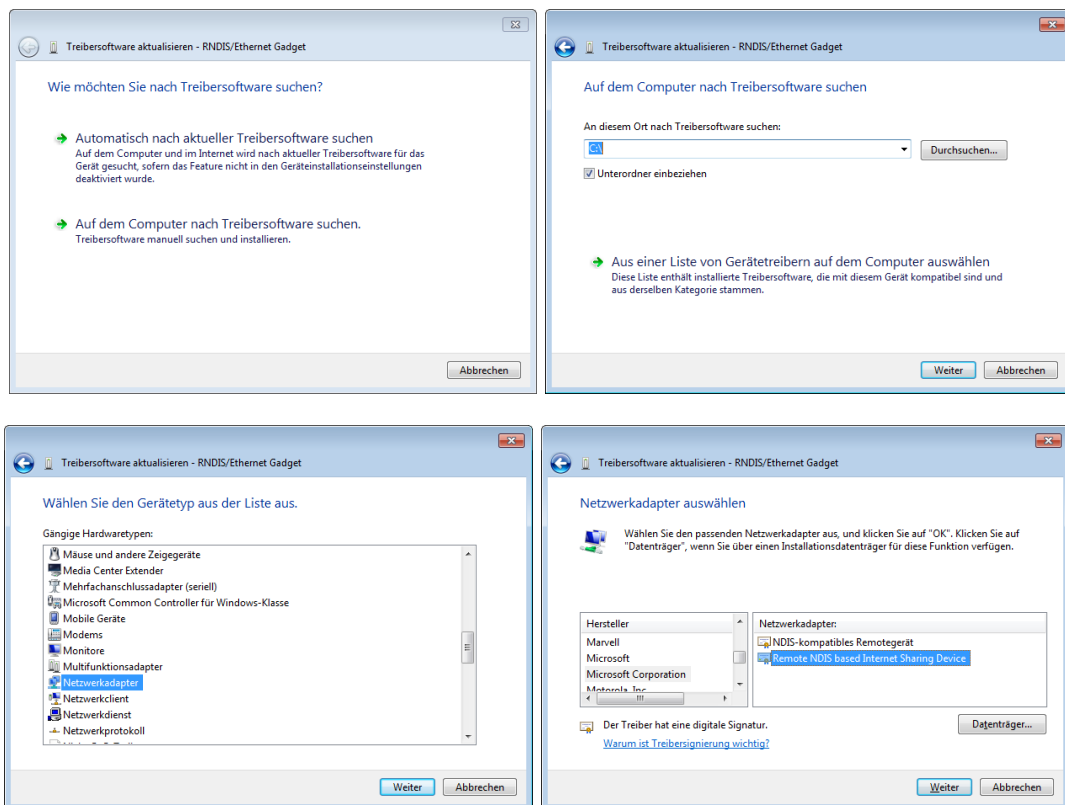 Treibersoftware aktualisieren - RNDIS/Ethernet Gadget
Wie möchten Sie nach Treibersoftware suchen?
Automatisch nach aktueller Treibersoftware suchen
Auf dem Computer und im Internet wird nach aktueller Treibersoftware für das
Gerät gesucht, sofern das Feature nicht in den Geräteinstallationseinstellungen
deaktiviert wurde.
Auf dem Computer nach Treibersoftware suchen.
Treibersoftware manuell suchen und installieren.
Abbrechen
Treibersoftware aktualisieren - RNDIS/Ethernet Gadget
Auf dem Computer nach Treibersoftware suchen
An diesem Ort nach Treibersoftware suchen:
C:\
Durchsuchen...
Unterordner einbeziehen
Aus einer Liste von Gerätetreibern auf dem Computer auswählen
Diese Liste enthält installierte Treibersoftware, die mit diesem Gerät kompatibel sind und
aus derselben Kategorie stammen.
Weiter
Abbrechen
Treibersoftware aktualisieren - RNDIS/Ethernet Gadget
Wählen Sie den Gerätetyp aus der Liste aus.
Gängige Hardwaretypen:
Mäuse und andere Zeigegeräte
Media Center Extender
Mehrfachanschlussadapter (seriell)
Microsoft Common Controller für Windows-Klasse
Mobile Geräte
Modems
Monitore
Multifunktionsadapter
Netzwerkadapter
Netzwerkclient
Netzwerkdienst
Netzwerkprotokoll
Weiter
Abbrechen
Treibersoftware aktualisieren - RNDIS/Ethernet Gadget
Netzwerkadapter auswählen
Wählen Sie den passenden Netzwerkadapter aus, und klicken Sie auf "OK". Klicken Sie auf
"Datenträger", wenn Sie über einen Installationsdatenträger für diese Funktion verfügen.
Hersteller
Marvell
Microsoft
Microsoft Corporation
Motorola, Inc.
Netzwerkadapter:
NDIS-kompatibles Remotegerät
Remote NDIS based Internet Sharing Device
Der Treiber hat eine digitale Signatur.
Warum ist Treibersignierung wichtig?
Datenträger...
Weiter
Abbrechen